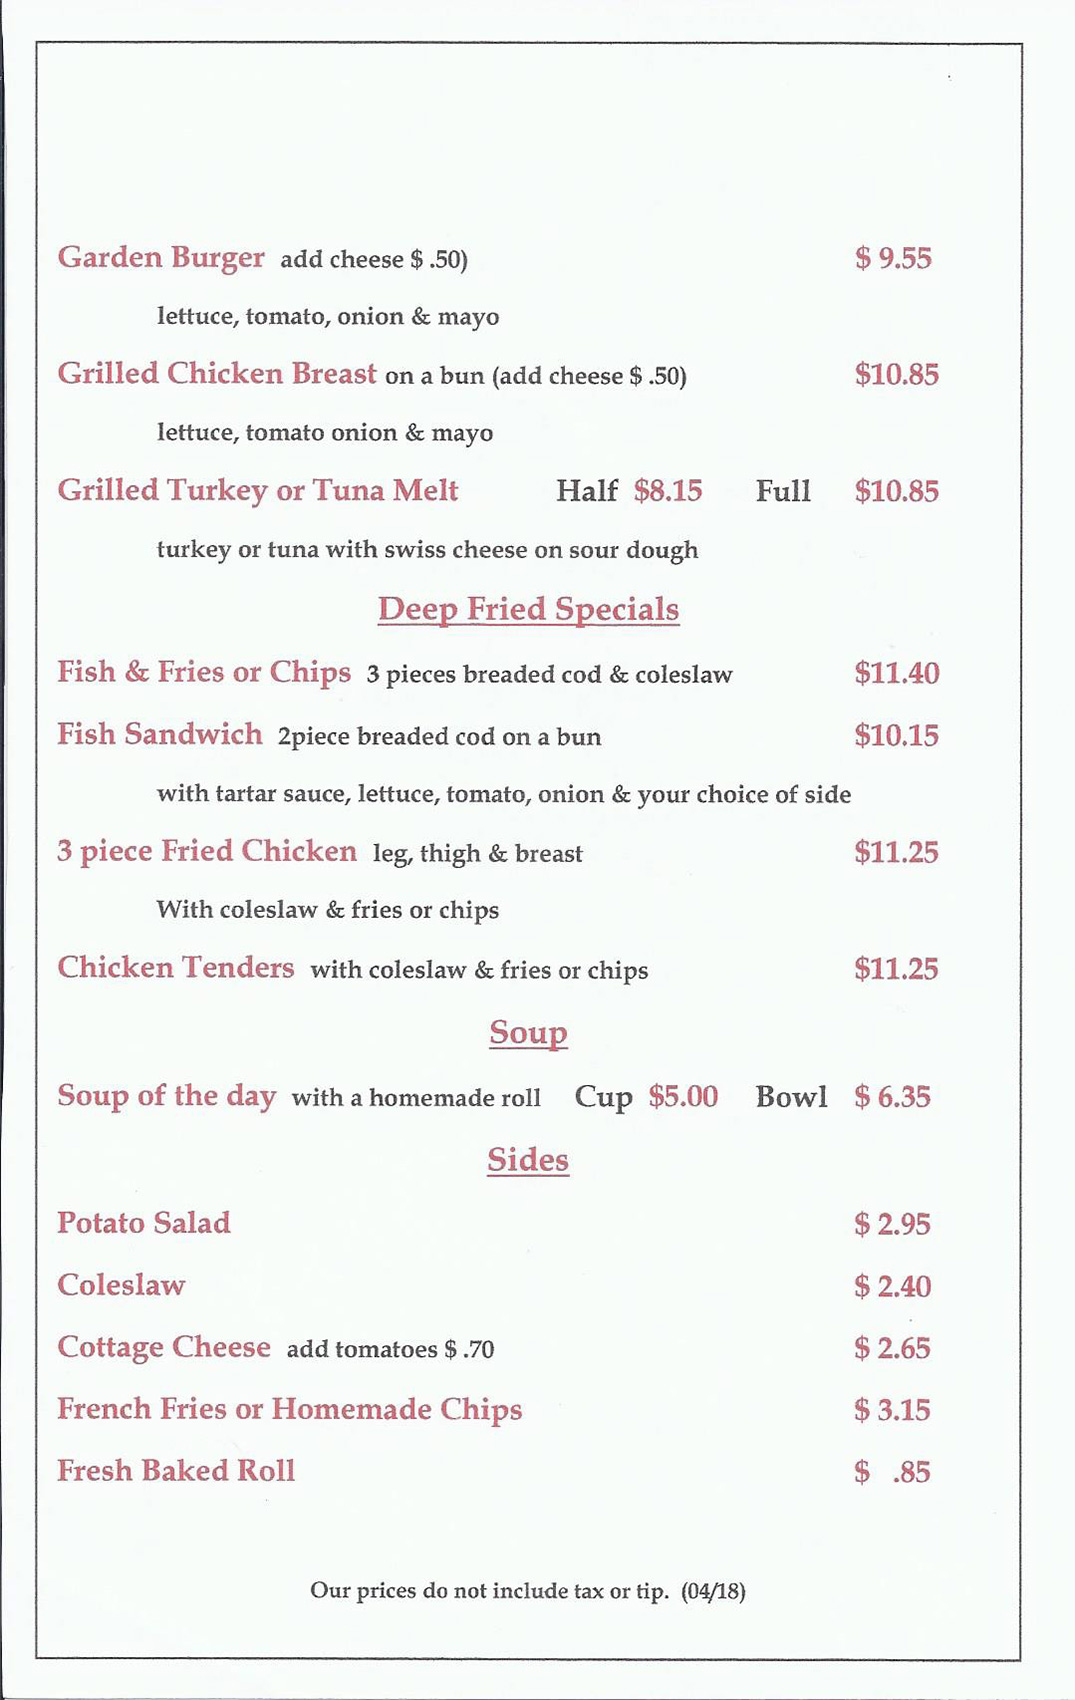 Garden Burger add cheese $ .50) $ 9.55
lettuce, tomato, onion & mayo
Grilled Chicken Breast on a bun (add cheese $ .50) $10.85
lettuce, tomato onion & mayo
Grilled Turkey or Tuna Melt Half $8.15 Full $10.85
turkey or tuna with swiss cheese on sour dough
Deep Fried Specials
Fish & Fries or Chips 3 pieces breaded cod & coleslaw $11.40
Fish Sandwich 2piece breaded cod on a bun $10.15
with tartar sauce, lettuce, tomato, onion & your choice of side
3 piece Fried Chicken leg, thigh & breast $11.25
With coleslaw & fries or chips
Chicken Tenders with coleslaw & fries or chips $11.25
Soup
Soup of the day with a homemade roll Cup $5.00 Bowl $ 6.35
Sides
Potato Salad $ 2.95
Coleslaw $ 2.40
Cottage Cheese add tomatoes $ .70 $ 2.65
French Fries or Homemade Chips $ 3.15
Fresh Baked Roll $ .85
Our prices do not include tax or tip. (04/18)